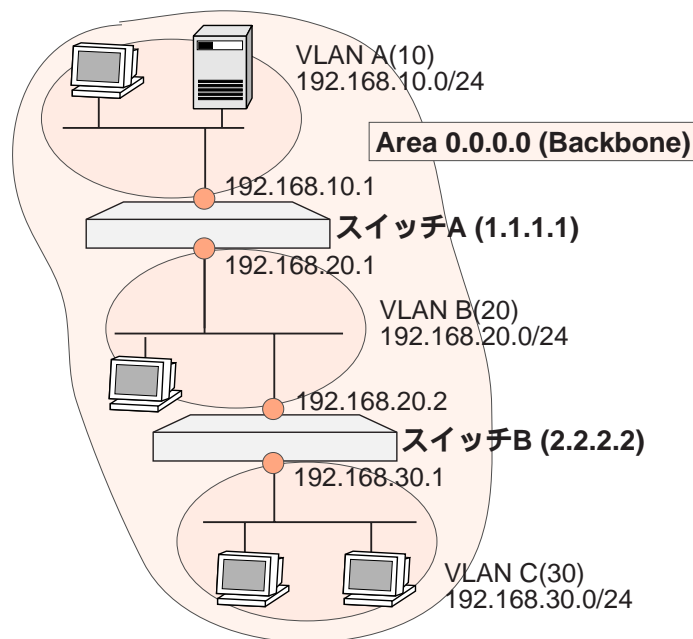 VLAN A(10)
192.168.10.0/24
Area 0.0.0.0 (Backbone)
192.168.10.1
スイッチA (1.1.1.1)
192.168.20.1
VLAN B(20)
192.168.20.0/24
192.168.20.2
スイッチB (2.2.2.2)
192.168.30.1
VLAN C(30)
192.168.30.0/24